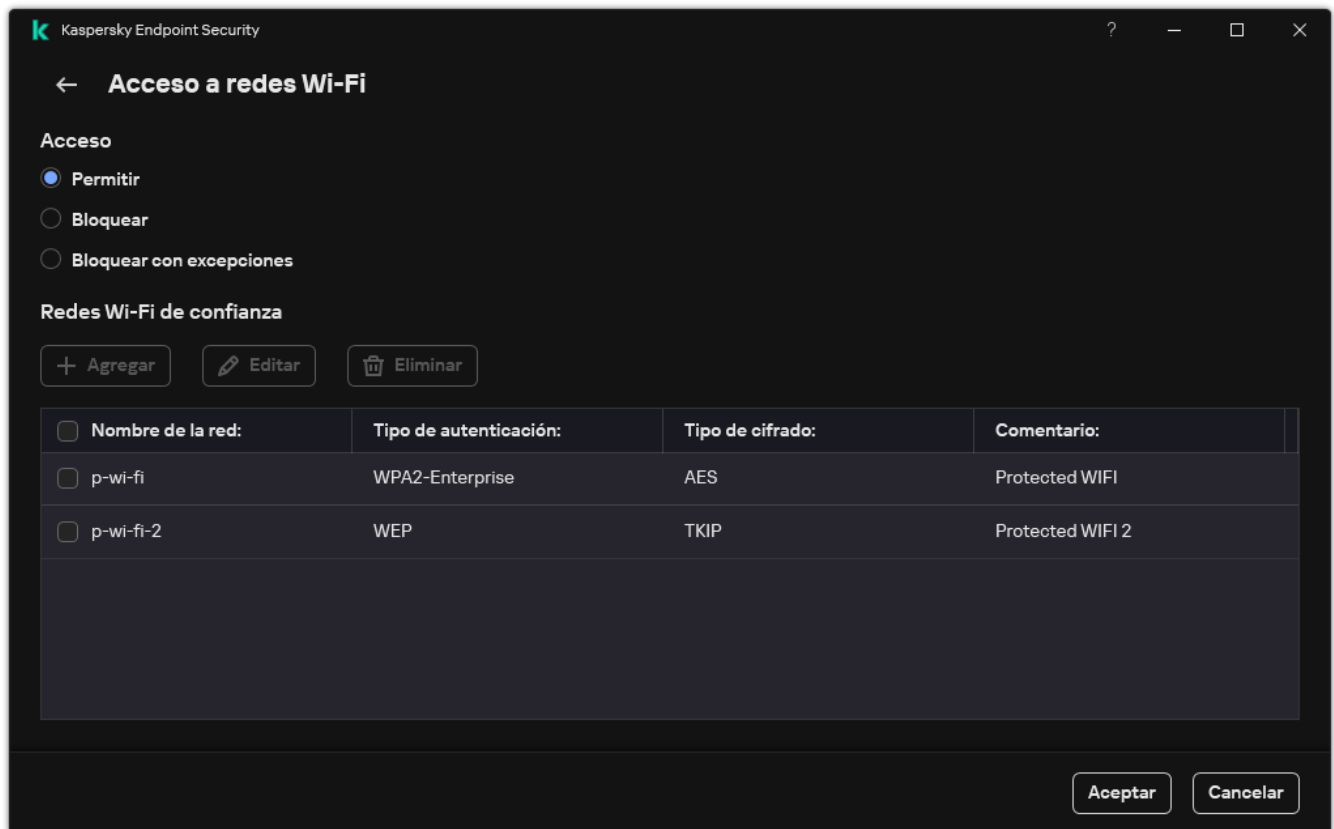 Kaspersky Endpoint Security ?
Acceso a redes Wi-Fi
Acceso
Permitir
Bloquear
Bloquear con excepciones
Redes Wi-Fi de confianza
Agregar Editar Eliminar
Nombre de la red: Tipo de autenticación: Tipo de cifrado: Comentario:
p-wi-fi WPA2-Enterprise AES Protected WIFI
p-wi-fi-2 WEP TKIP Protected WIFI 2
Aceptar Cancelar